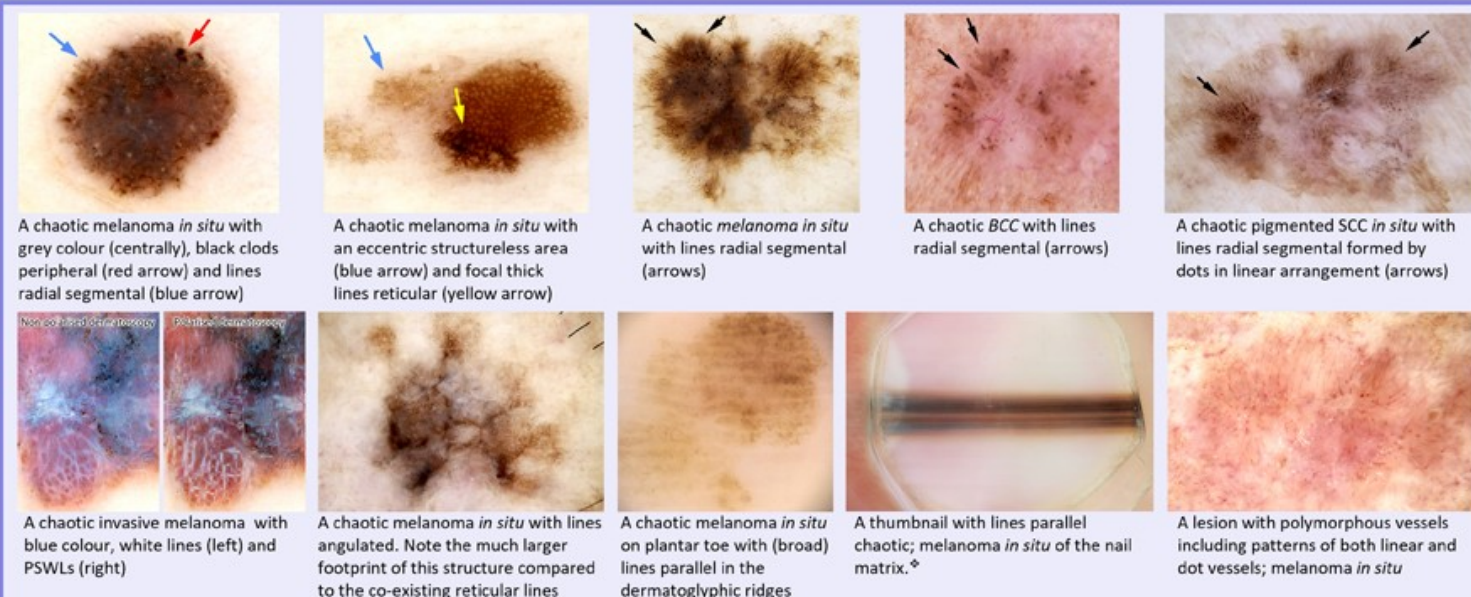 A chaotic melanoma in situ with
grey colour (centrally), black clods
peripheral (red arrow) and lines
radial segmental (blue arrow)
A chaotic melanoma in situ with
an eccentric structureless area
(blue arrow) and focal thick
lines reticular (yellow arrow)
A chaotic melanoma in situ
with lines radial segmental
(arrows)
A chaotic BCC with lines
radial segmental (arrows)
A chaotic pigmented SCC in situ with
lines radial segmental formed by
dots in linear arrangement (arrows)
Non polarised dermatoscopy
Polarised dermatoscopy
A chaotic invasive melanoma with
blue colour, white lines (left) and
PSWLs (right)
A chaotic melanoma in situ with lines
angulated. Note the much larger
footprint of this structure compared
to the co-existing reticular lines
A chaotic melanoma in situ
on plantar toe with (broad)
lines parallel in the
dermatoglyphic ridges
A thumbnail with lines parallel
chaotic; melanoma in situ of the nail
matrix.❖
A lesion with polymorphous vessels
including patterns of both linear and
dot vessels; melanoma in situ